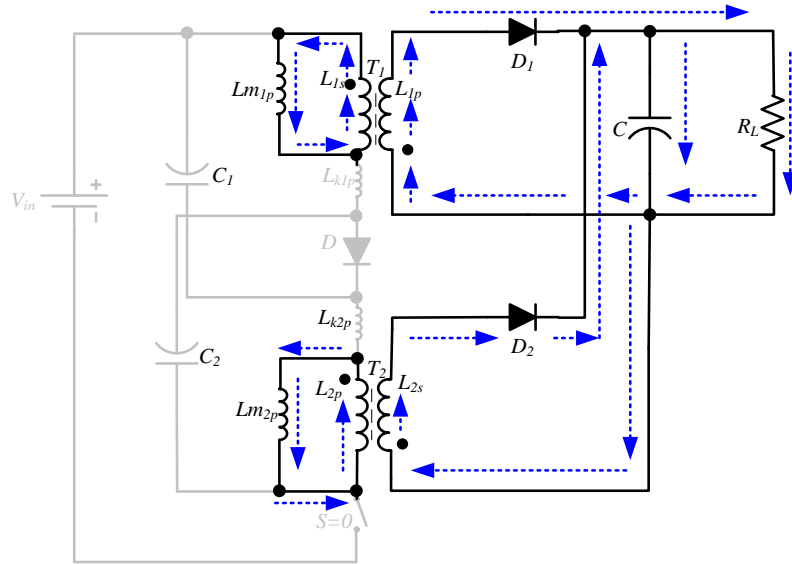 T1
D1
L1s
L1p
Lm1p
C
RL
C1
Lk1p
Vin
+
D
Lk2p
D2
C2
T2
L2p
L2s
Lm2p
S=0